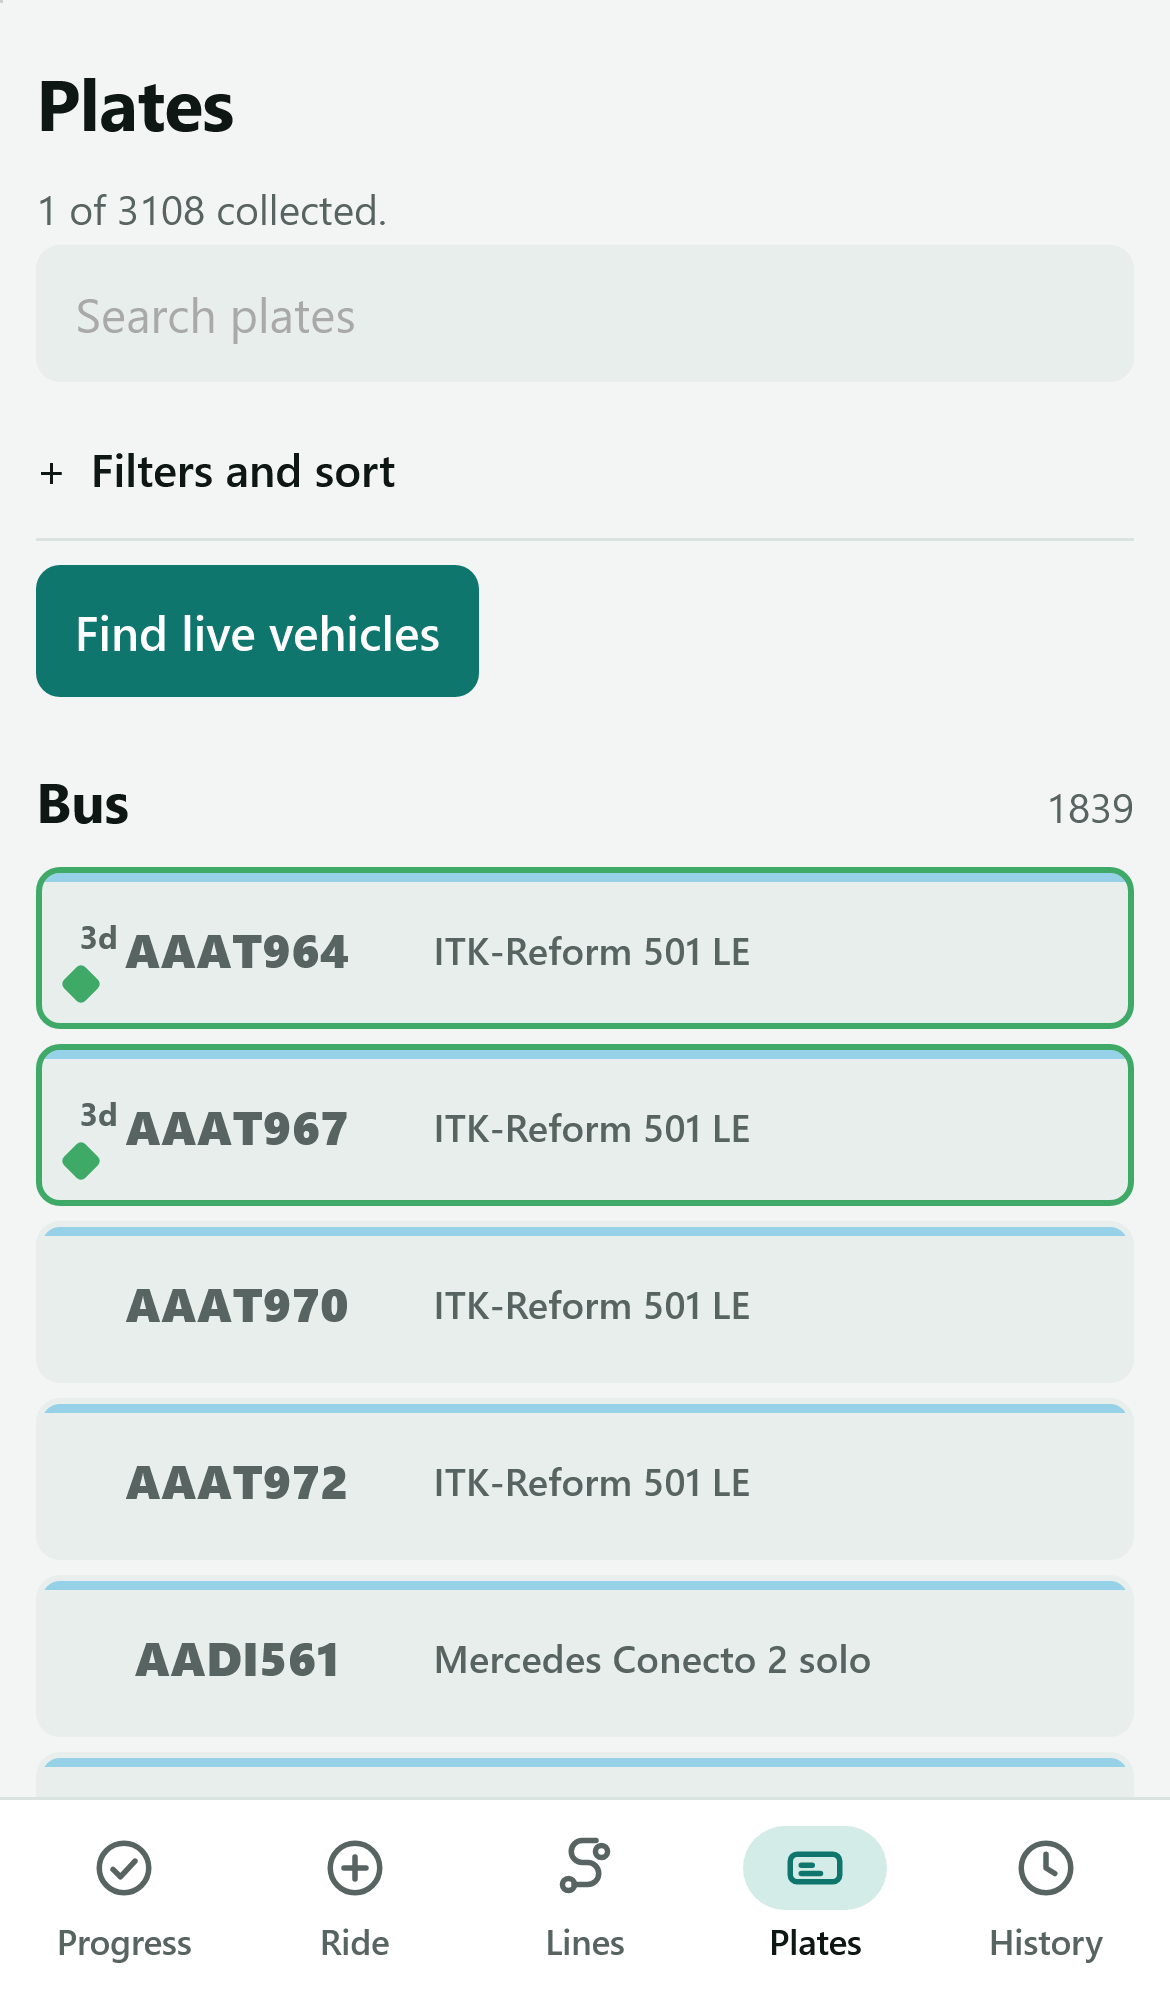 Plates
1 of 3108 collected.
Search plates
+ Filters and sort
Find live vehicles
Bus 1839
3d AAAT964 ITK-Reform 501 LE
3d AAAT967 ITK-Reform 501 LE
AAAT970 ITK-Reform 501 LE
AAAT972 ITK-Reform 501 LE
AADI561 Mercedes Conecto 2 solo
Progress Ride Lines Plates History